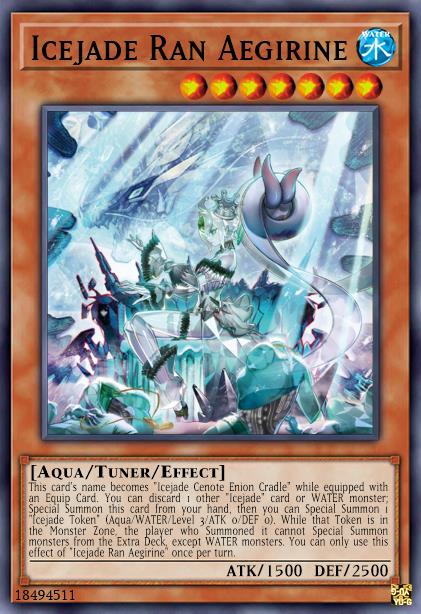 Icejade Ran Aegirine
WATER
水
[Aqua/Tuner/Effect]
This card's name becomes "Icejade Cenote Enion Cradle" while equipped
with an Equip Card. You can discard 1 other "Icejade" card or WATER monster;
Special Summon this card from your hand, then you can Special Summon 1
"Icejade Token" (Aqua/WATER/Level 3/ATK 0/DEF 0). While that Token is in
the Monster Zone, the player who Summoned it cannot Special Summon
monsters from the Extra Deck, except WATER monsters. You can only use this
effect of "Icejade Ran Aegirine" once per turn.
ATK/1500 DEF/2500
18494511